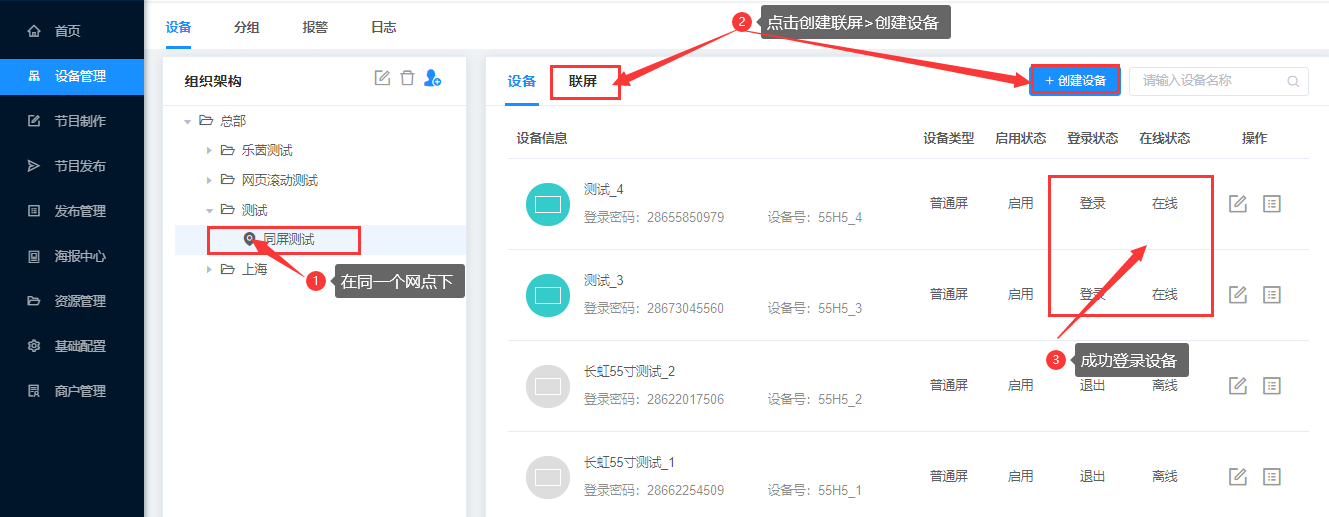 首页
设备管理
节目制作
节目发布
发布管理
海报中心
资源管理
基础配置
商户管理
设备 分组 报警 日志
2 点击创建联屏>创建设备
组织架构
总部
乐茵测试
网页滚动测试
测试
同屏测试
上海
1 在同一个网点下
设备 联屏 + 创建设备 请输入设备名称
设备信息 设备类型 启用状态 登录状态 在线状态 操作
测试_4
登录密码：28655850979 设备号：55H5_4 普通屏 启用 登录 在线
测试_3
登录密码：28673045560 设备号：55H5_3 普通屏 启用 登录 在线
3 成功登录设备
长虹55寸测试_2
登录密码：28622017506 设备号：55H5_2 普通屏 启用 退出 离线
长虹55寸测试_1
登录密码：28662254509 设备号：55H5_1 普通屏 启用 退出 离线